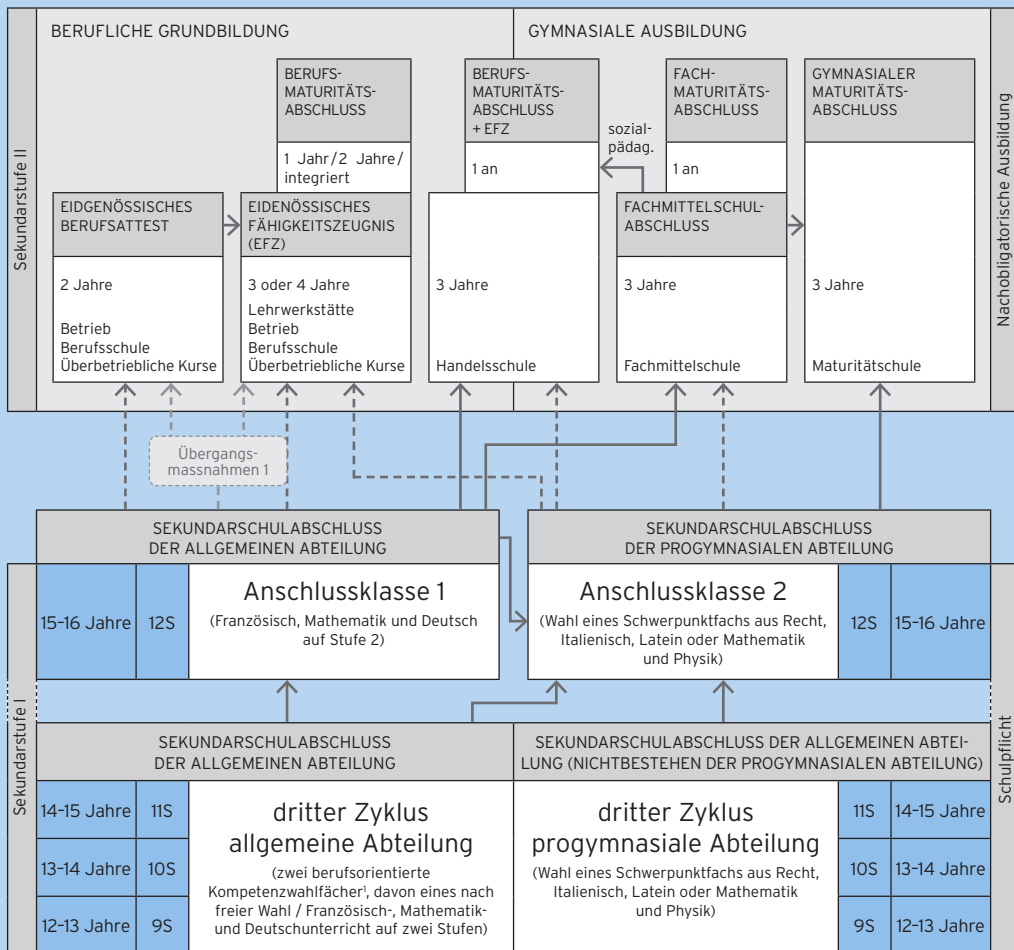 BERUFLICHE GRUNDBILDUNG
GYMNASIALE AUSBILDUNG
Sekundarstufe II
Nachobligatorische Ausbildung
BERUFS-
MATURITÄTS-
ABSCHLUSS
1 Jahr/2 Jahre/
integriert
BERUFS-
MATURITÄTS-
ABSCHLUSS
+ EFZ
1 an
sozial-
pädag.
FACH-
MATURITÄTS-
ABSCHLUSS
1 an
GYMNASIALER
MATURITÄTS-
ABSCHLUSS
EIDGENÖSSISCHES
BERUFSATTEST
2 Jahre
Betrieb
Berufsschule
Überbetriebliche Kurse
EIDENÖSSISCHES
FÄHIGKEITSZEUGNIS
(EFZ)
3 oder 4 Jahre
Lehrwerkstätte
Betrieb
Berufsschule
Überbetriebliche Kurse
3 Jahre
Handelsschule
FACHMITTELSCHUL-
ABSCHLUSS
3 Jahre
Fachmittelschule
3 Jahre
Maturitätschule
Übergangs-
massnahmen 1
SEKUNDARSCHULABSCHLUSS
DER ALLGEMEINEN ABTEILUNG
SEKUNDARSCHULABSCHLUSS
DER PROGYMNASIALEN ABTEILUNG
Sekundarstufe I
Schulpflicht
15-16 Jahre
12S
Anschlussklasse 1
(Französisch, Mathematik und Deutsch
auf Stufe 2)
Anschlussklasse 2
(Wahl eines Schwerpunktfachs aus Recht,
Italienisch, Latein oder Mathematik
und Physik)
12S
15-16 Jahre
SEKUNDARSCHULABSCHLUSS
DER ALLGEMEINEN ABTEILUNG
SEKUNDARSCHULABSCHLUSS DER ALLGEMEINEN ABTEI-
LUNG (NICHTBESTEHEN DER PROGYMNASIALEN ABTEILUNG)
14-15 Jahre
11S
13-14 Jahre
10S
12-13 Jahre
9S
dritter Zyklus
allgemeine Abteilung
(zwei berufsorientierte
Kompetenzwahlfächer¹, davon eines nach
freier Wahl / Französisch-, Mathematik-
und Deutschunterricht auf zwei Stufen)
dritter Zyklus
progymnasiale Abteilung
(Wahl eines Schwerpunktfachs aus Recht,
Italienisch, Latein oder Mathematik
und Physik)
11S
14-15 Jahre
10S
13-14 Jahre
9S
12-13 Jahre